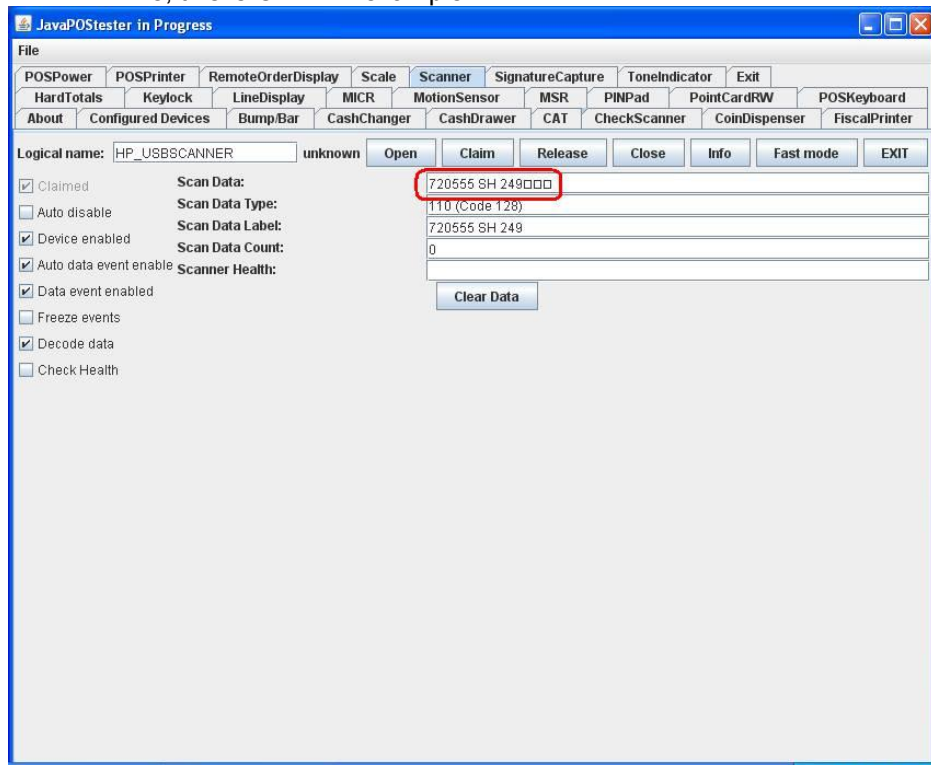 JavaPOStester in Progress
File
POSPower POSPrinter RemoteOrderDisplay Scale Scanner SignatureCapture ToneIndicator Exit
HardTotals Keylock LineDisplay MICR MotionSensor MSR PINPad PointCardRW POSKeyboard
About Configured Devices Bump/Bar CashChanger CashDrawer CAT CheckScanner CoinDispenser FiscalPrinter
Logical name: HP_USBSCANNER unknown Open Claim Release Close Info Fast mode EXIT
Claimed
Scan Data: 720555 SH 249□□□
Auto disable
Scan Data Type: 110 (Code 128)
Device enabled
Scan Data Label: 720555 SH 249
Scan Data Count: 0
Auto data event enable
Scanner Health:
Data event enabled
Clear Data
Freeze events
Decode data
Check Health